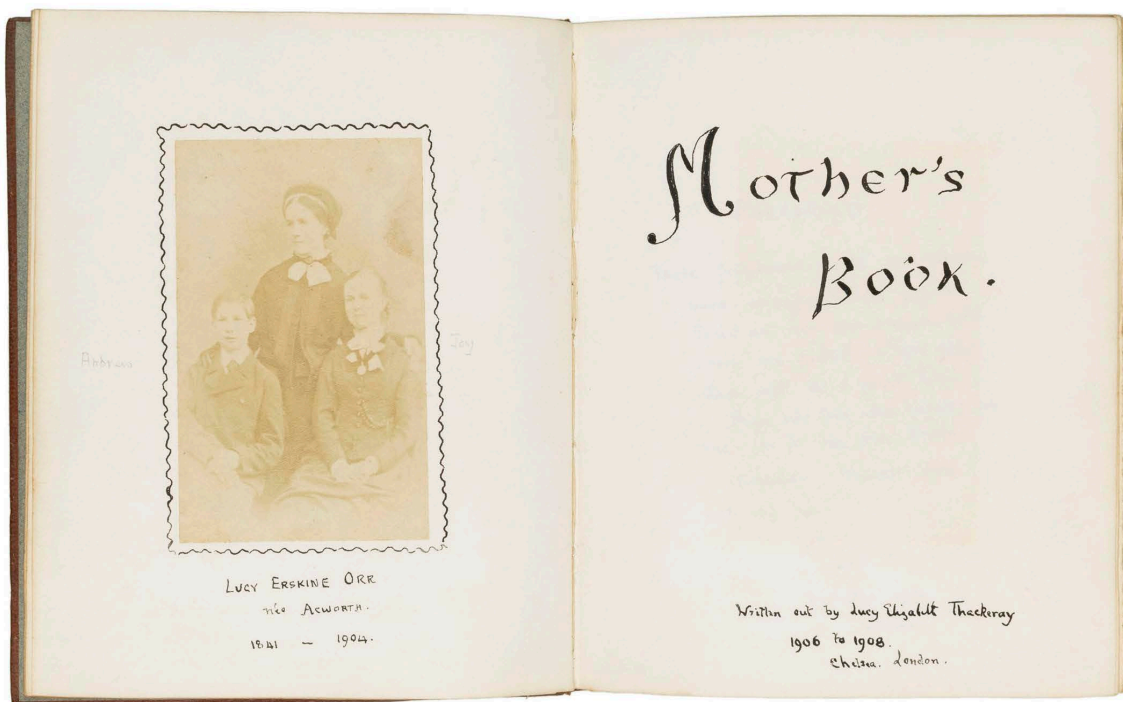 Andrew
Joy
LUCY ERSKINE ORR
née ACWORTH.
1841 — 1904.
Mother's
Book.
Written out by Lucy Elizabeth Thackeray
1906 to 1908.
Chelsea. London.